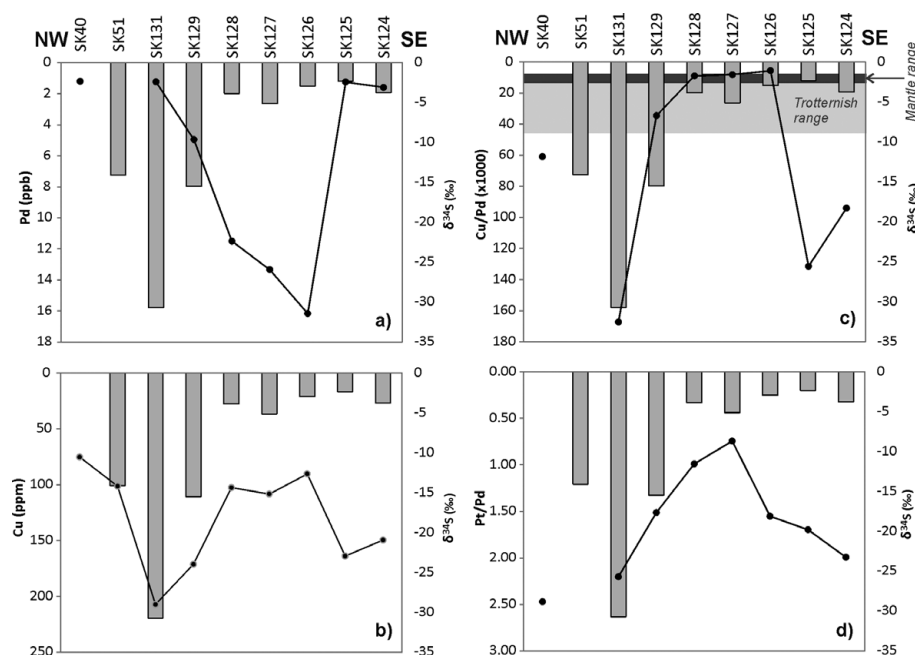 NW SK40 SK51 SK131 SK129 SK128 SK127 SK126 SK125 SK124 SE
0 2 4 6 8 10 12 14 16 18
Pd (ppb)
0 -5 -10 -15 -20 -25 -30 -35
δ³⁴S (‰)
a)
NW SK40 SK51 SK131 SK129 SK128 SK127 SK126 SK125 SK124 SE
0 20 40 60 80 100 120 140 160 180
Cu/Pd (x1000)
Trotternish
range
Mantle range
0 -5 -10 -15 -20 -25 -30 -35
δ³⁴S (‰)
c)
0 50 100 150 200 250
Cu (ppm)
0 -5 -10 -15 -20 -25 -30 -35
δ³⁴S (‰)
b)
0.00 0.50 1.00 1.50 2.00 2.50 3.00
Pt/Pd
0 -5 -10 -15 -20 -25 -30 -35
δ³⁴S (‰)
d)